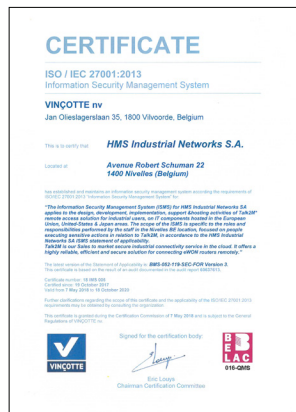 CERTIFICATE
ISO / IEC 27001:2013
Information Security Management System
VINÇOTTE nv
Jan Olieslagerslaan 35, 1800 Vilvoorde, Belgium
This is to certify that HMS Industrial Networks S.A.
Located at Avenue Robert Schuman 22
1400 Nivelles (Belgium)
has established and maintains an information security management system according the requirements of
ISO/IEC 27001:2013 "Information Security Management System" for:
"The Information Security Management System (ISMS) for HMS Industrial Networks SA
applies to the design, development, implementation, support &hosting activities of Talk2M®
remote access solution for industrial users, on IT components hosted in the European
Union, United-States & Japan areas. The scope of the ISMS is specific to the roles and
responsibilities performed by the staff in the Nivelles BE location, focused on people
executing sensitive actions in relation to Talk2M, in accordance to the HMS Industrial
Networks SA ISMS statement of applicability.
Talk2M is our Sales to market secure industrial connectivity service in the cloud. It offers a
highly reliable, efficient and secure solution for connecting eWON routers remotely."
The latest version of the Statement of Applicability is:
This certificate is based on the result of an audit documented in the audit report
Certificate number:
Certified since: 19 October 2017
Valid from 7 May 2018 to 18 October 2020
Further clarifications regarding the scope of this certificate and the applicability of the ISO/IEC 27001:2013
requirements may be obtained by consulting the organization.
This certificate is granted during the Certification Commission of 7 May 2018 and is subject to the General
Regulations of VINÇOTTE nv.
Signed for the certification body:
VINÇOTTE
Eric Louys
Chairman Certification Committee
BELAC
016-QMS